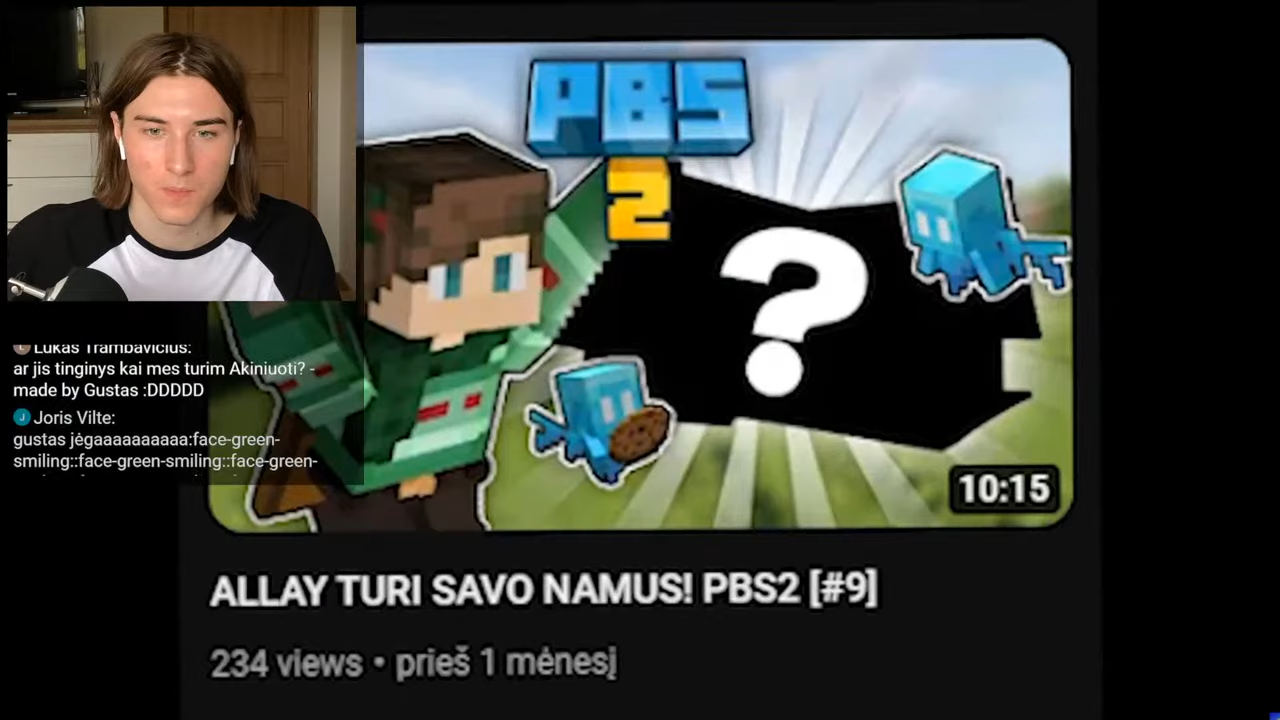 PBS
2
?
Lukas Trambavicius:
ar jis tinginys kai mes turim Akiniuoti? -
made by Gustas :DDDDD
J Joris Vilte:
gustas jėgaaaaaaaaaa:face-green-
smiling::face-green-smiling::face-green-
10:15
ALLAY TURI SAVO NAMUS! PBS2 [#9]
234 views • prieš 1 mėnesį